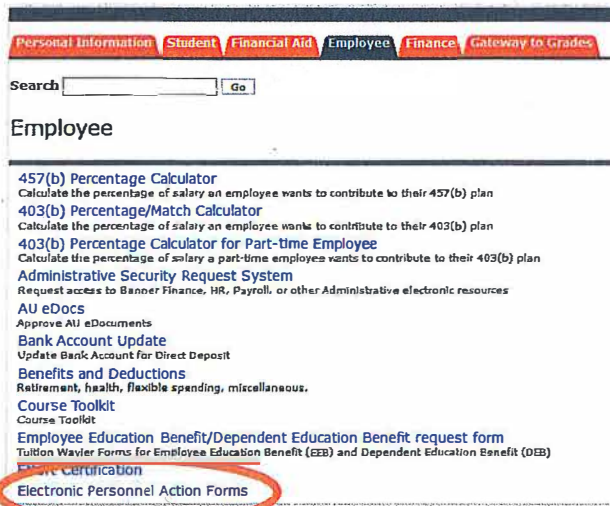 Personal Information Student Financial Aid Employee Finance Gateway to Grades
Search Go
Employee
457(b) Percentage Calculator
Calculate the percentage of salary an employee wants to contribute to their 457(b) plan
403(b) Percentage/Match Calculator
Calculate the percentage of salary an employee wants to contribute to their 403(b) plan
403(b) Percentage Calculator for Part-time Employee
Calculate the percentage of salary a part-time employee wants to contribute to their 403(b) plan
Administrative Security Request System
Request access to Banner Finance, HR, Payroll, or other Administrative electronic resources
AU eDocs
Approve AU eDocuments
Bank Account Update
Update Bank Account for Direct Deposit
Benefits and Deductions
Retirement, health, flexible spending, miscellaneous.
Course Toolkit
Course Toolkit
Employee Education Benefit/Dependent Education Benefit request form
Tuition Wavier Forms for Employee Education Benefit (EEB) and Dependent Education Benefit (DEB)
Effort Certification
Electronic Personnel Action Forms